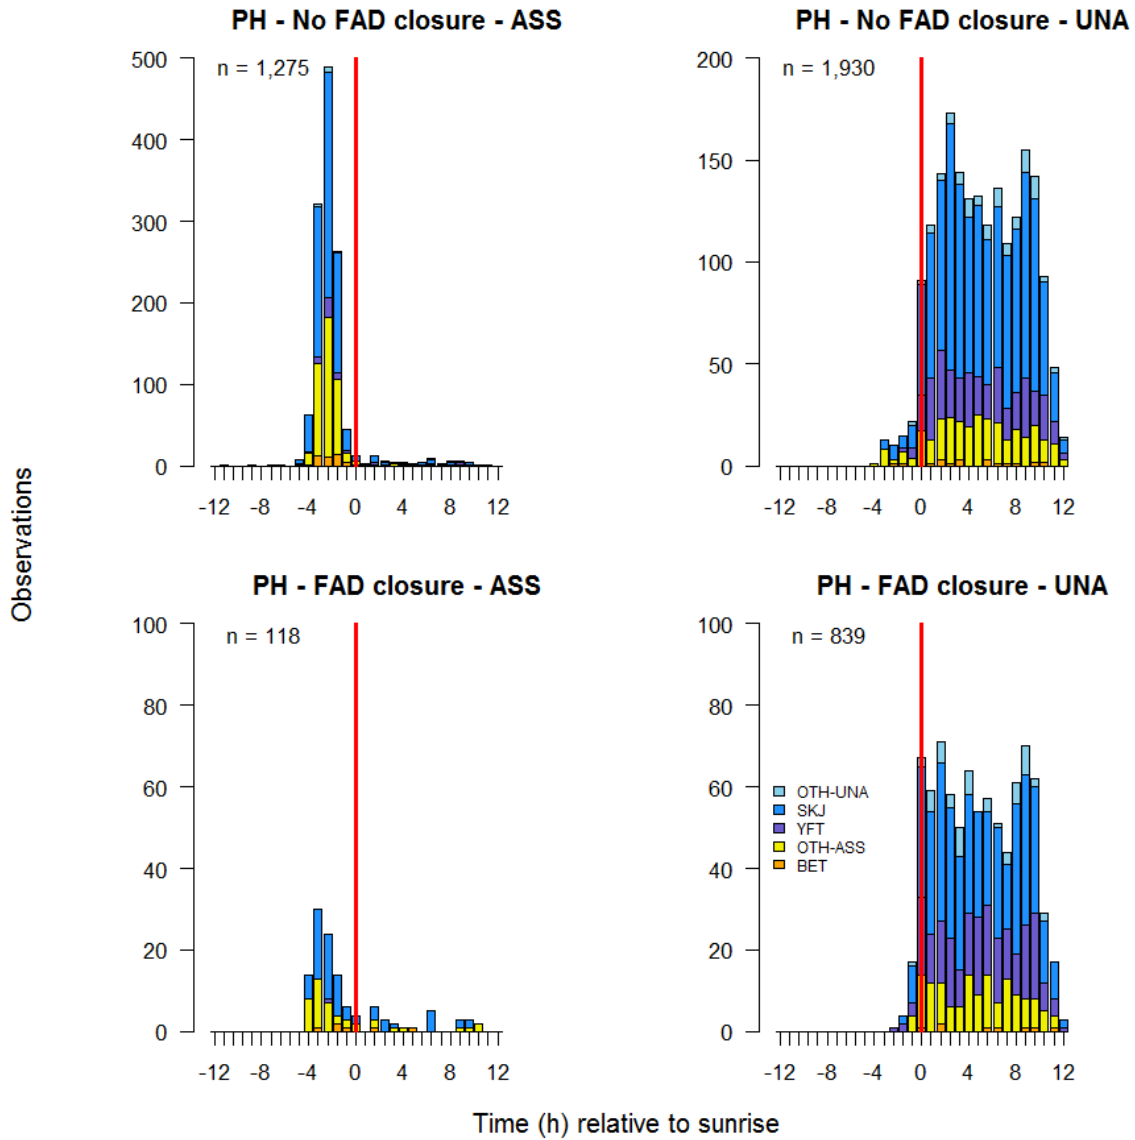 PH - No FAD closure - ASS
n = 1,275
500
400
300
200
100
0
-12 -8 -4 0 4 8 12
PH - No FAD closure - UNA
n = 1,930
200
150
100
50
0
-12 -8 -4 0 4 8 12
Observations
PH - FAD closure - ASS
n = 118
100
80
60
40
20
0
-12 -8 -4 0 4 8 12
PH - FAD closure - UNA
n = 839
100
80
60
40
20
0
OTH-UNA
SKJ
YFT
OTH-ASS
BET
-12 -8 -4 0 4 8 12
Time (h) relative to sunrise